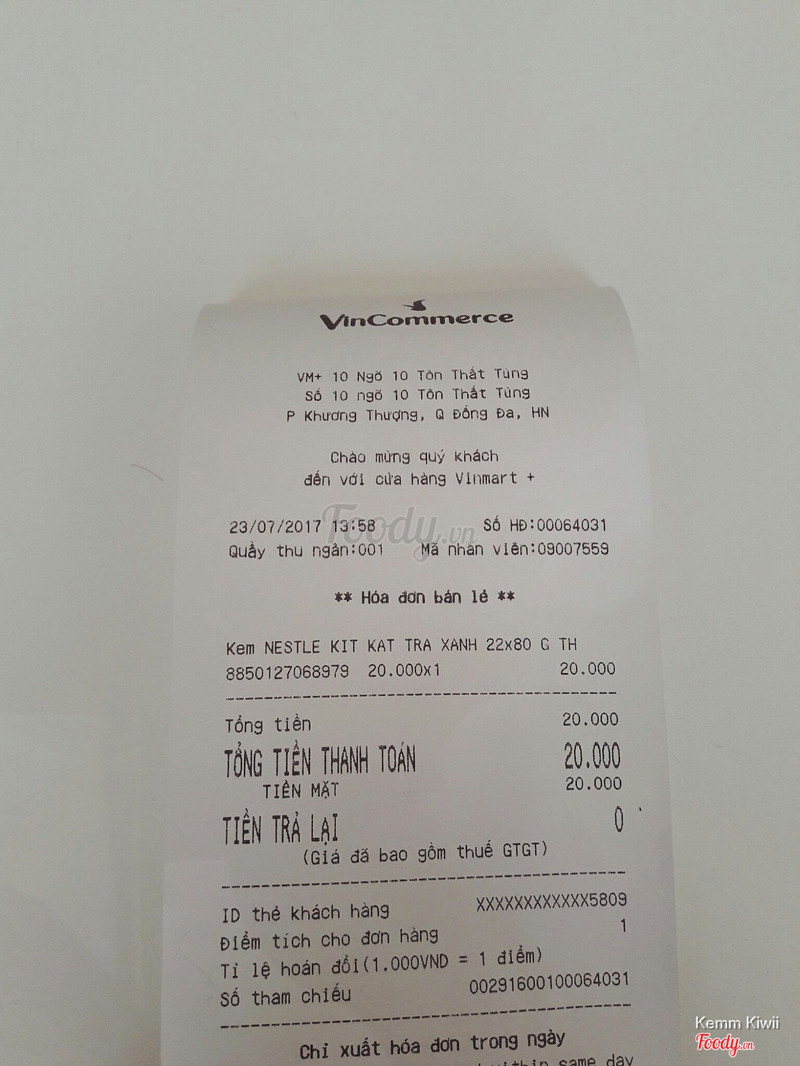 VinCommerce
VM+ 10 Ngõ 10 Tôn Thất Tùng
Số 10 ngõ 10 Tôn Thất Tùng
P Khương Thượng, Q Đống Đa, HN
Chào mừng quý khách
đến với cửa hàng Vinmart +
Foody.vn
23/07/2017 13:58 Số HĐ:00064031
Quầy thu ngân:001 Mã nhân viên:09007559
** Hóa đơn bán lẻ **
Kem NESTLE KIT KAT TRA XANH 22x80 G TH
8850127068979 20.000x1 20.000
Tổng tiền 20.000
TỔNG TIỀN THANH TOÁN 20.000
TIỀN MẶT 20.000
TIỀN TRẢ LẠI 0
(Giá đã bao gồm thuế GTGT)
ID thẻ khách hàng XXXXXXXXXXXX5809
Điểm tích cho đơn hàng 1
Tỉ lệ hoán đổi(1.000VND = 1 điểm)
Số tham chiếu 00291600100064031
Chỉ xuất hóa đơn trong ngày
within same day
Kemm Kiwii
Foody.vn